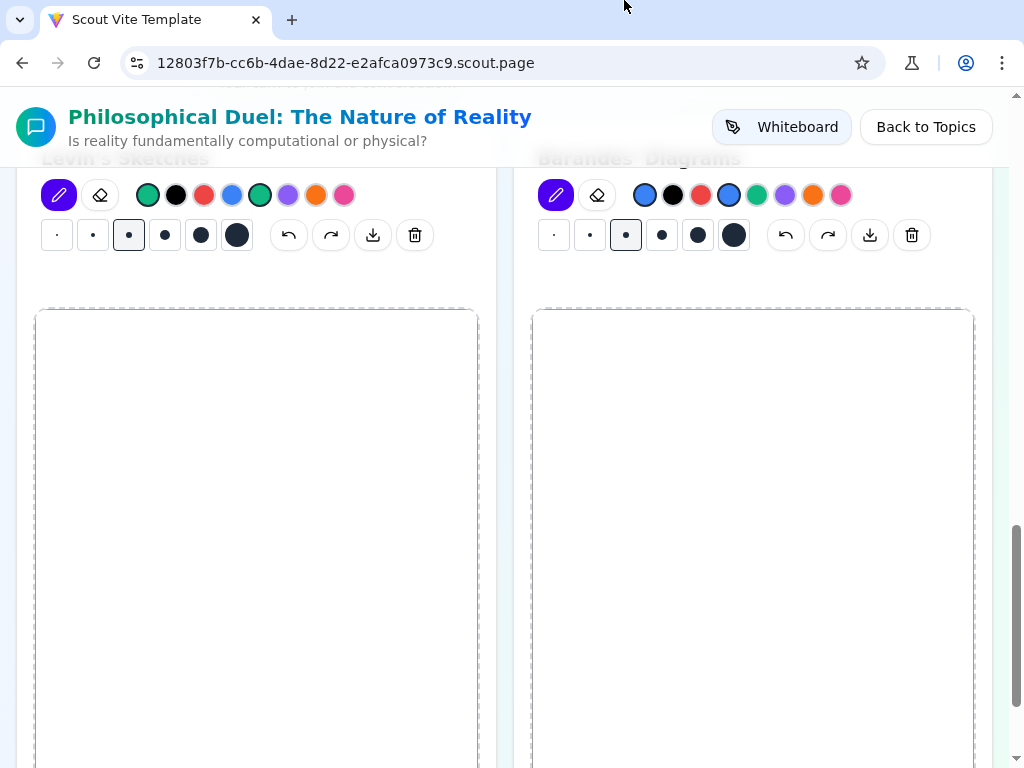 Scout Vite Template
12803f7b-cc6b-4dae-8d22-e2afca0973c9.scout.page
Philosophical Duel: The Nature of Reality
Is reality fundamentally computational or physical?
Whiteboard
Back to Topics
Levin's Sketches
Barandes' Diagrams